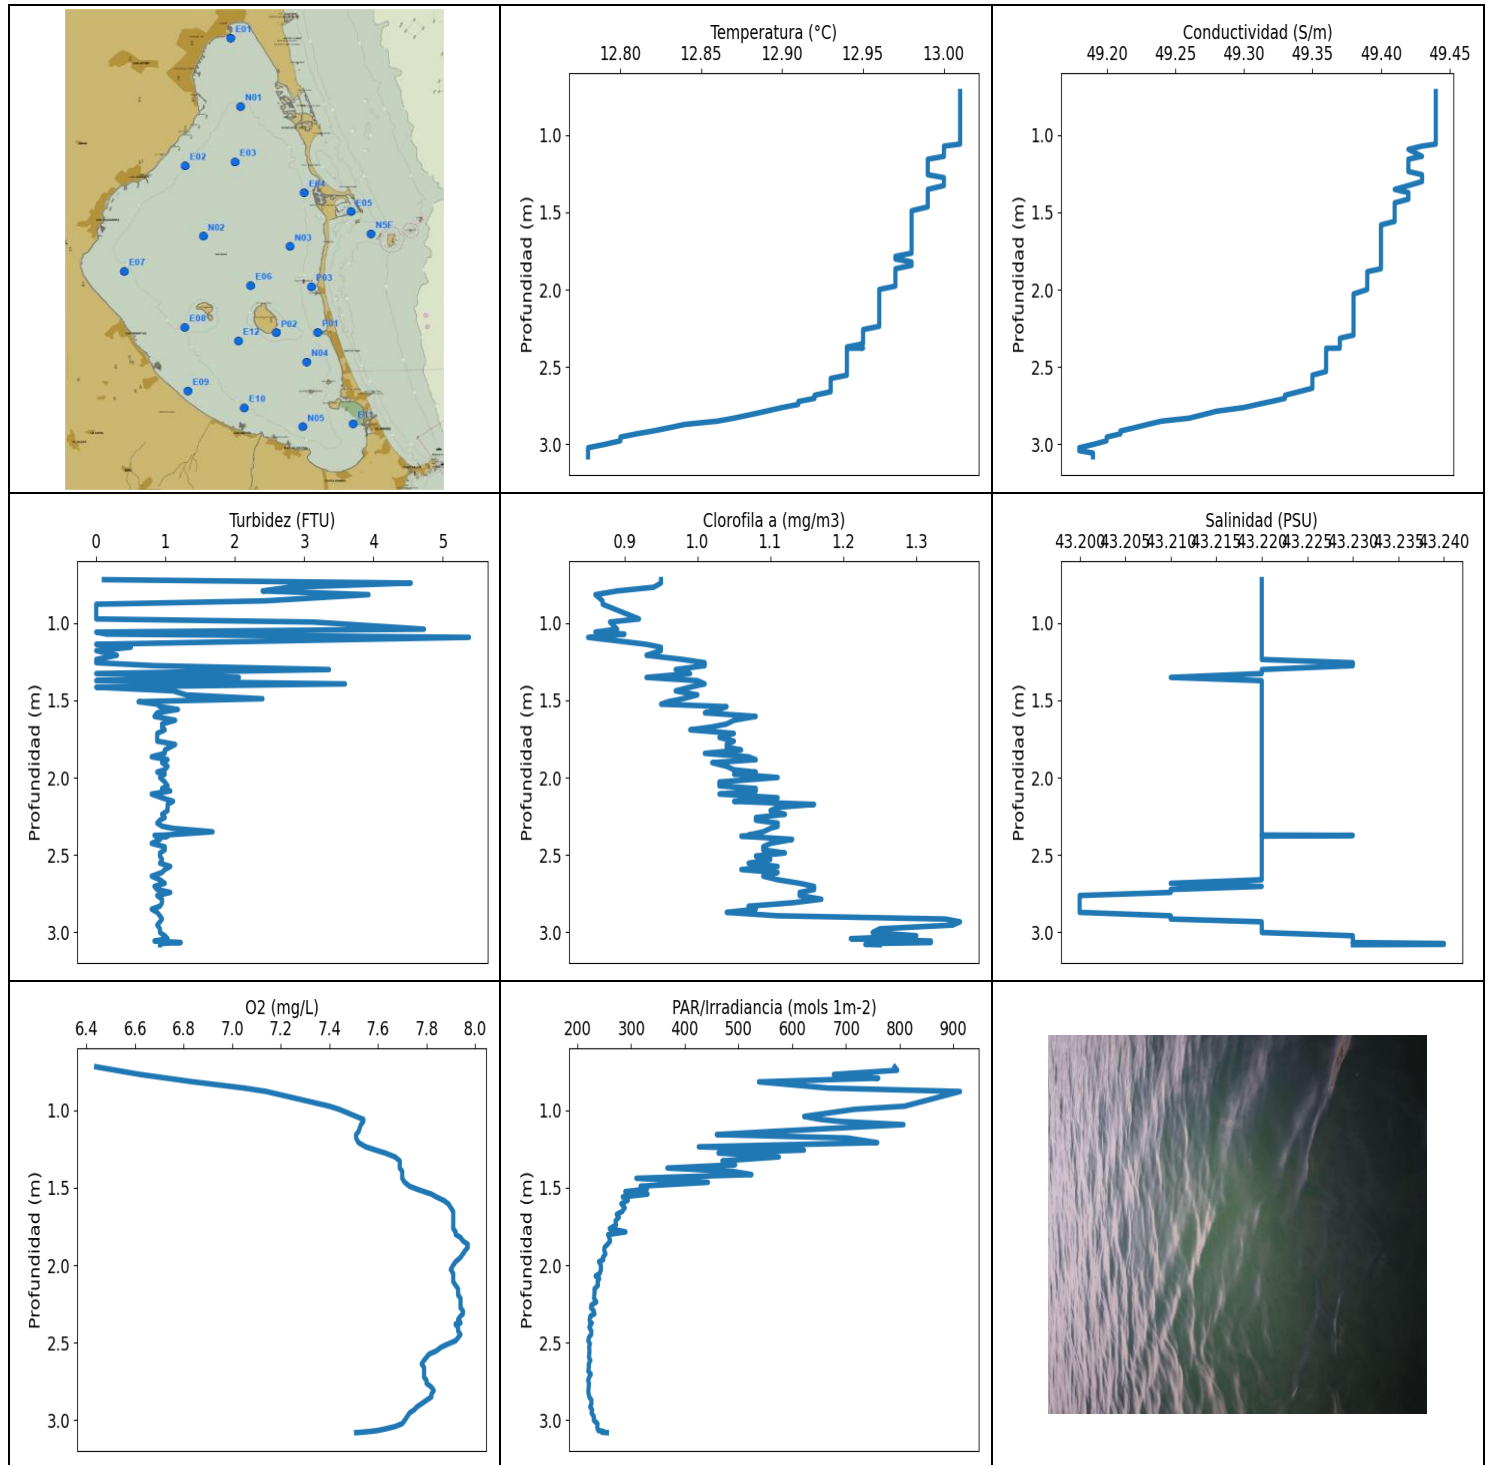 E01
N01
E02
E03
E04
E05
N5E
N02
N03
E07
E06
P03
E08
E12
P02
P01
N04
E09
E10
N05
E11
Temperatura (°C)
12.80 12.85 12.90 12.95 13.00
Profundidad (m)
1.0
1.5
2.0
2.5
3.0
Conductividad (S/m)
49.20 49.25 49.30 49.35 49.40 49.45
Profundidad (m)
1.0
1.5
2.0
2.5
3.0
Turbidez (FTU)
0 1 2 3 4 5
Profundidad (m)
1.0
1.5
2.0
2.5
3.0
Clorofila a (mg/m3)
0.9 1.0 1.1 1.2 1.3
Profundidad (m)
1.0
1.5
2.0
2.5
3.0
Salinidad (PSU)
43.200 43.205 43.210 43.215 43.220 43.225 43.230 43.235 43.240
Profundidad (m)
1.0
1.5
2.0
2.5
3.0
O2 (mg/L)
6.4 6.6 6.8 7.0 7.2 7.4 7.6 7.8 8.0
Profundidad (m)
1.0
1.5
2.0
2.5
3.0
PAR/Irradiancia (mols 1m-2)
200 300 400 500 600 700 800 900
Profundidad (m)
1.0
1.5
2.0
2.5
3.0